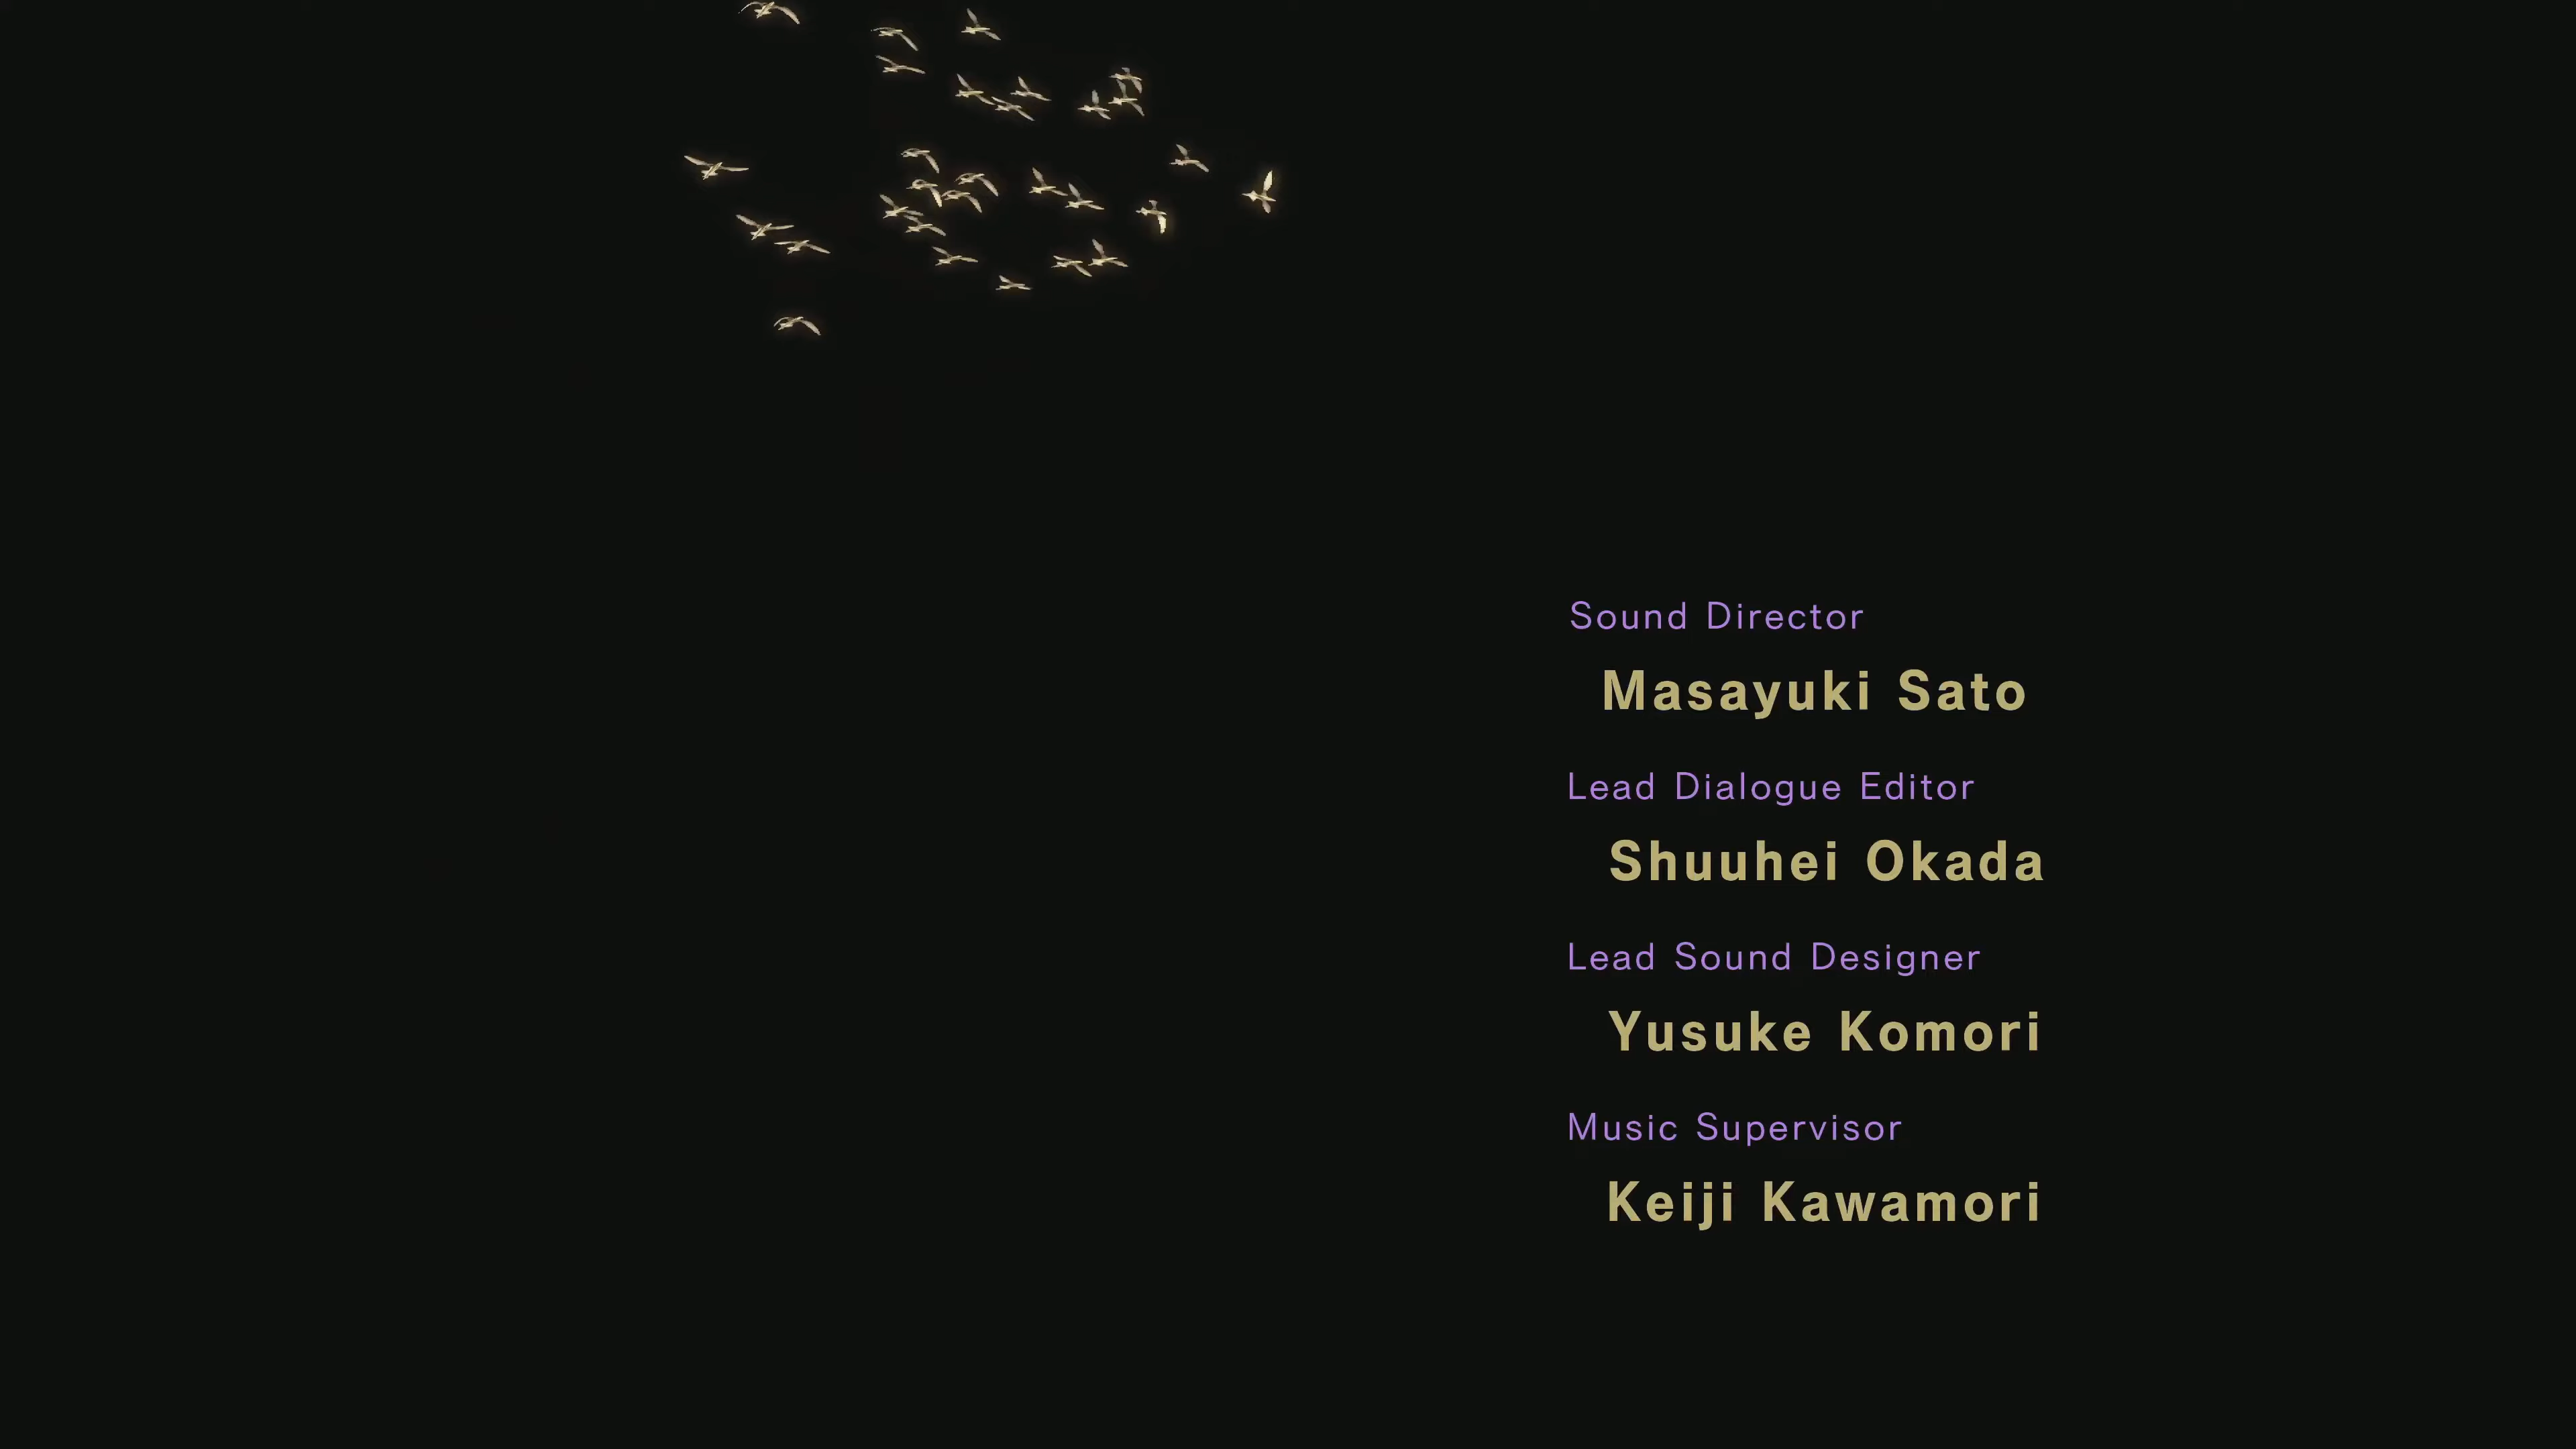 Sound Director
Masayuki Sato
Lead Dialogue Editor
Shuuhei Okada
Lead Sound Designer
Yusuke Komori
Music Supervisor
Keiji Kawamori